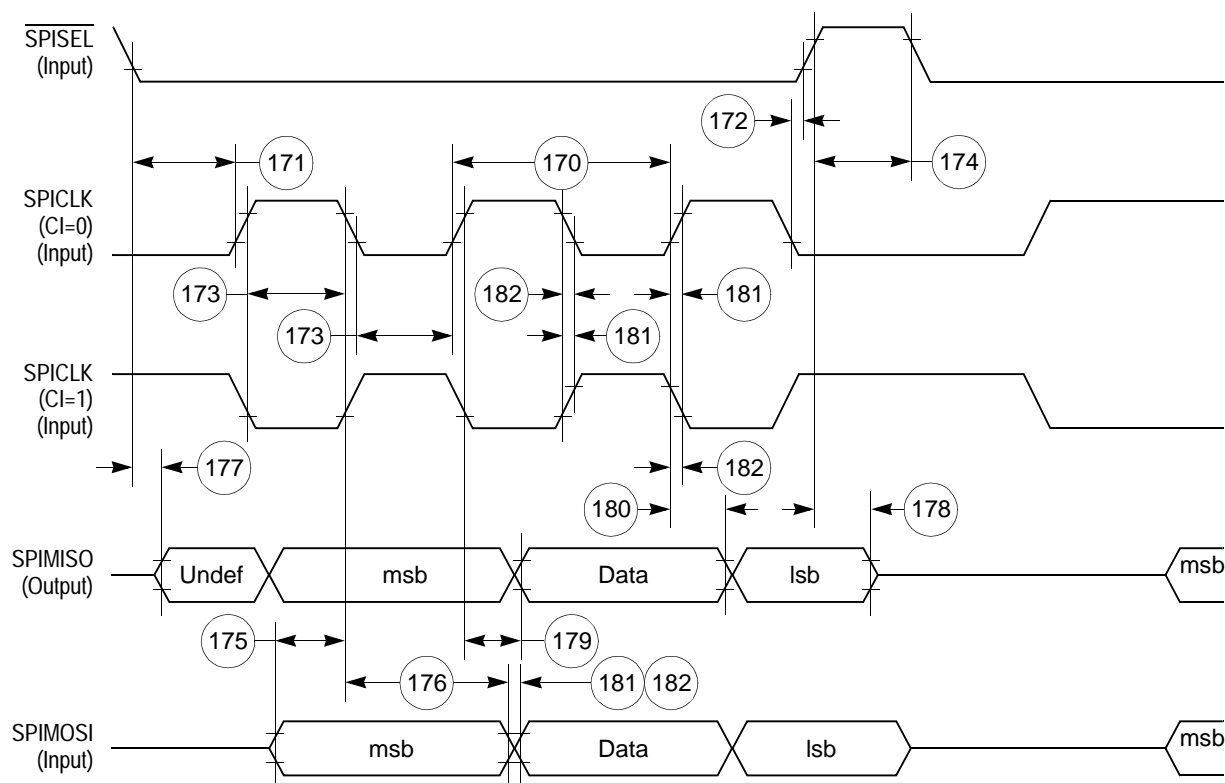 SPISEL
(Input)
172
171
170
174
SPICLK
(CI=0)
(Input)
173
182
181
173
181
SPICLK
(CI=1)
(Input)
177
182
180
178
SPIMISO
(Output)
Undef
msb
Data
lsb
msb
175
179
176
181
182
SPIMOSI
(Input)
msb
Data
lsb
msb